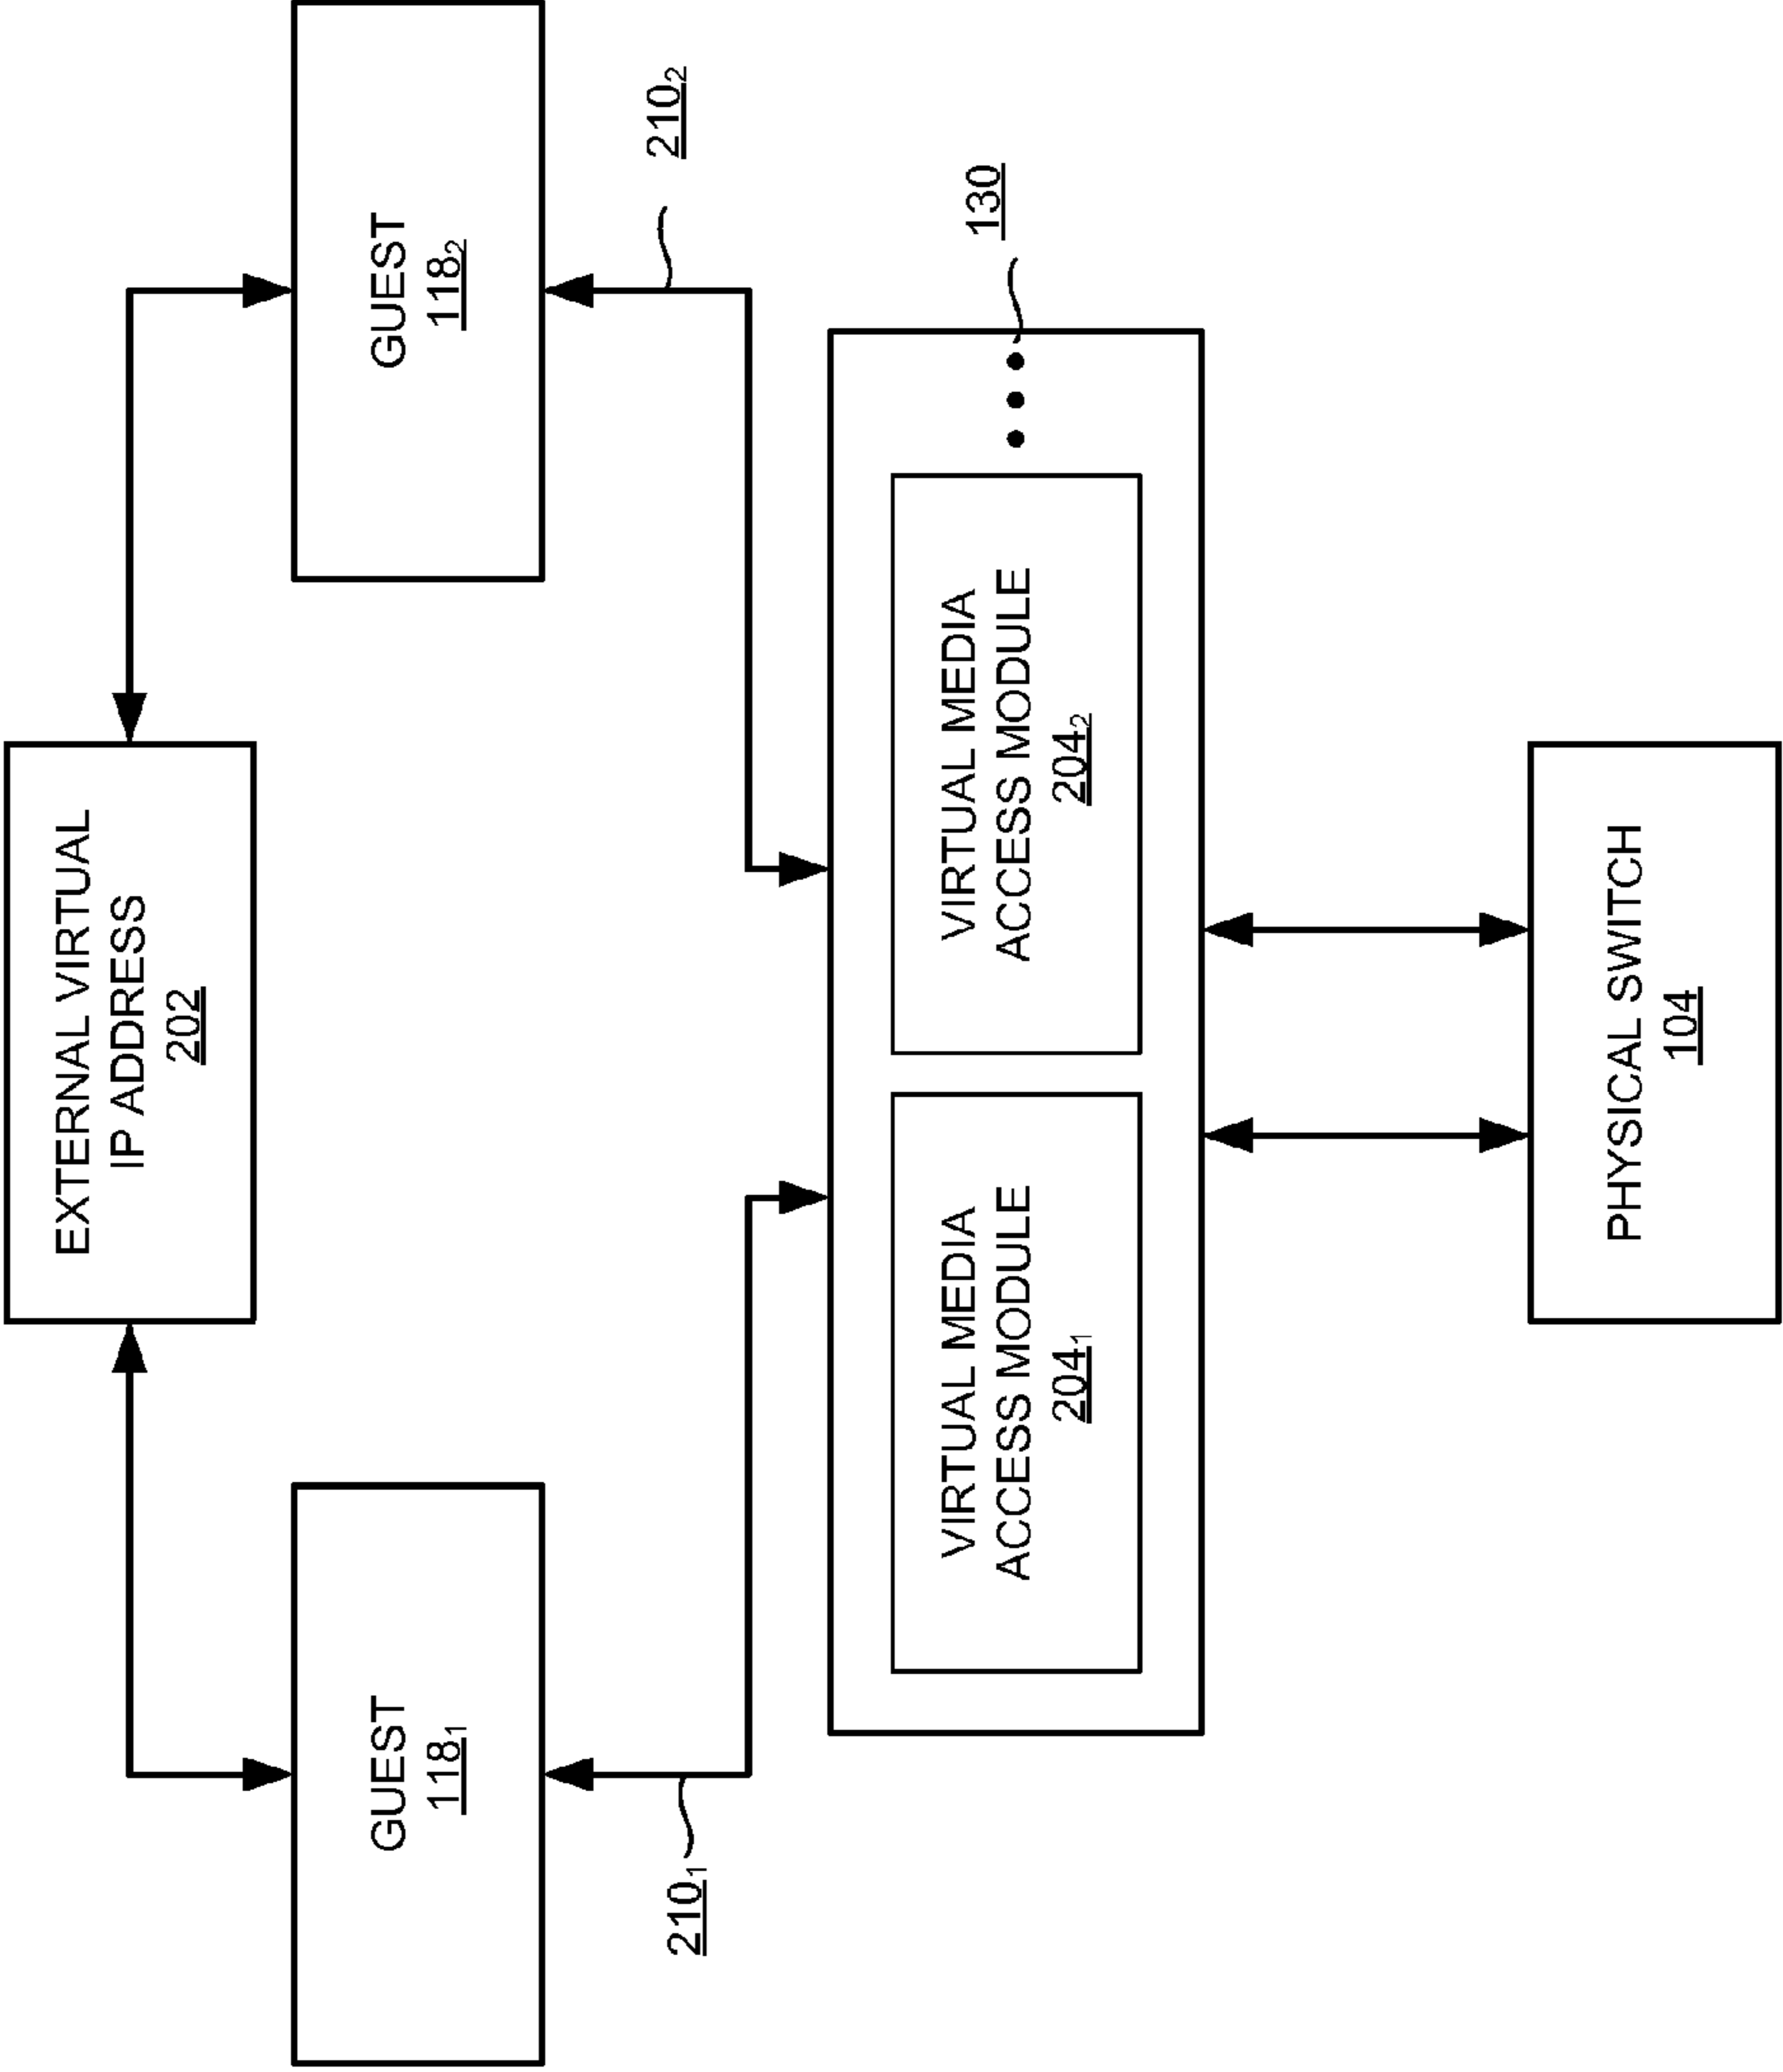 EXTERNAL VIRTUAL
IP ADDRESS
202
GUEST
118₁
GUEST
118₂
210₁
210₂
130
VIRTUAL MEDIA
ACCESS MODULE
204₁
VIRTUAL MEDIA
ACCESS MODULE
204₂
PHYSICAL SWITCH
104